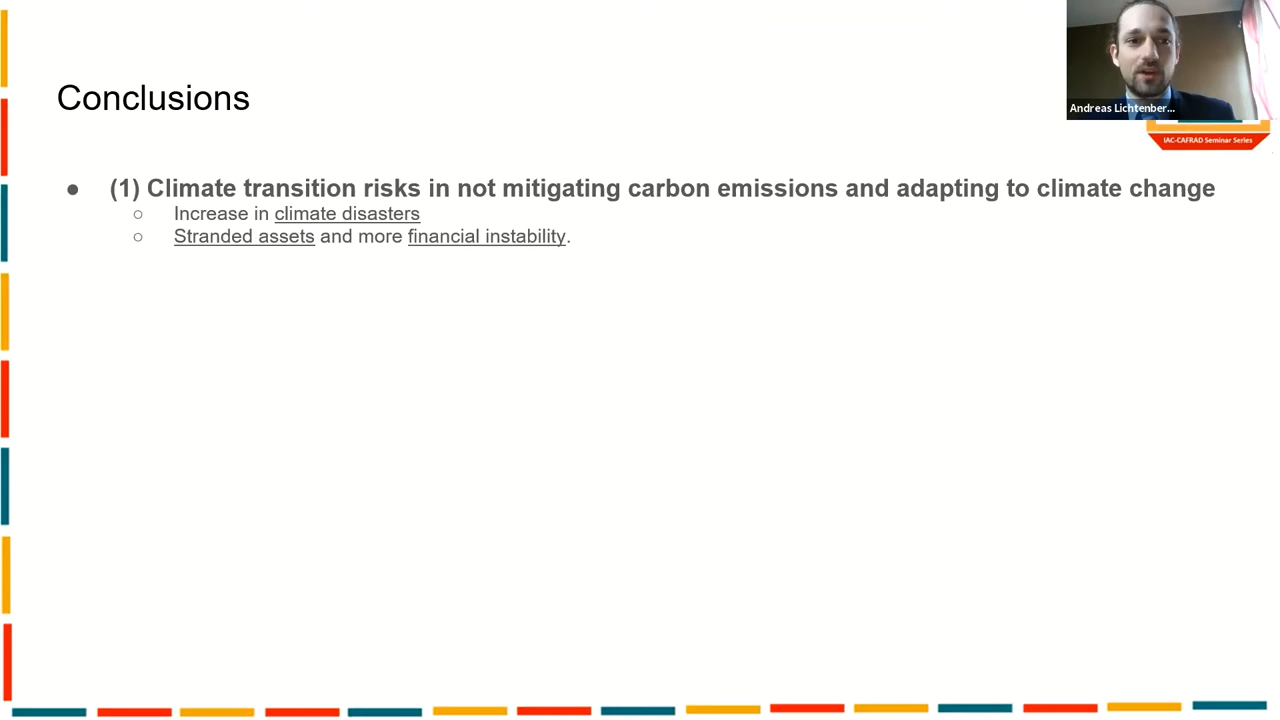 Conclusions
Andreas Lichtenber...
IAC-CAFRAD Seminar Series
● (1) Climate transition risks in not mitigating carbon emissions and adapting to climate change
○ Increase in climate disasters
○ Stranded assets and more financial instability.